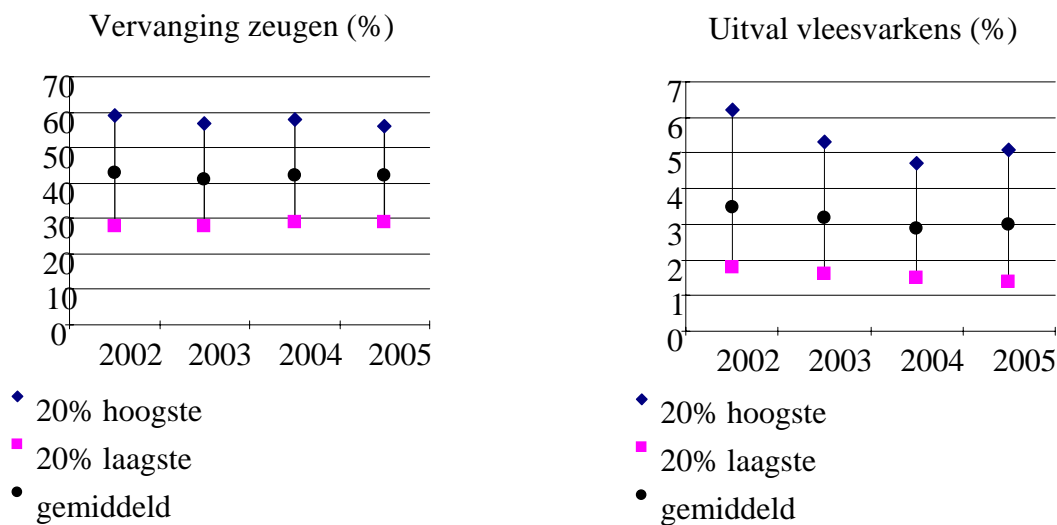 Vervanging zeugen (%)
70
60
50
40
30
20
10
0
2002 2003 2004 2005
20% hoogste
20% laagste
gemiddeld
Uitval vleesvarkens (%)
7
6
5
4
3
2
1
0
2002 2003 2004 2005
20% hoogste
20% laagste
gemiddeld